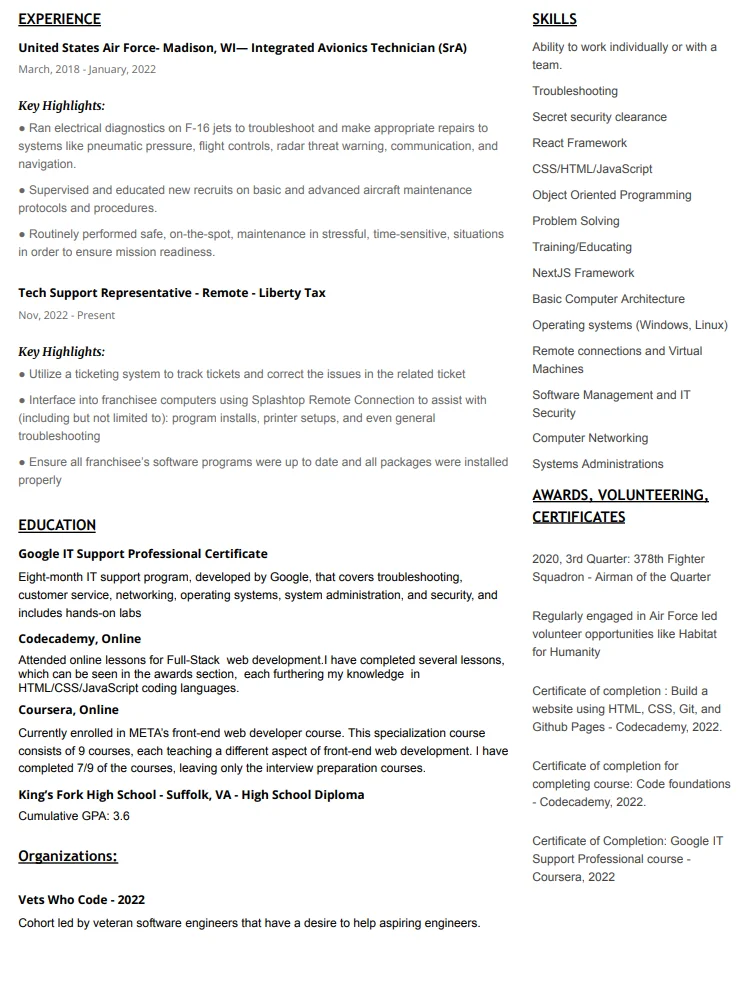 EXPERIENCE
United States Air Force- Madison, WI— Integrated Avionics Technician (SrA)
March, 2018 - January, 2022
Key Highlights:
● Ran electrical diagnostics on F-16 jets to troubleshoot and make appropriate repairs to
systems like pneumatic pressure, flight controls, radar threat warning, communication, and
navigation.
● Supervised and educated new recruits on basic and advanced aircraft maintenance
protocols and procedures.
● Routinely performed safe, on-the-spot, maintenance in stressful, time-sensitive, situations
in order to ensure mission readiness.
Tech Support Representative - Remote - Liberty Tax
Nov, 2022 - Present
Key Highlights:
● Utilize a ticketing system to track tickets and correct the issues in the related ticket
● Interface into franchisee computers using Splashtop Remote Connection to assist with
(including but not limited to): program installs, printer setups, and even general
troubleshooting
● Ensure all franchisee's software programs were up to date and all packages were installed
properly
EDUCATION
Google IT Support Professional Certificate
Eight-month IT support program, developed by Google, that covers troubleshooting,
customer service, networking, operating systems, system administration, and security, and
includes hands-on labs
Codecademy, Online
Attended online lessons for Full-Stack  web development.I have completed several lessons,
which can be seen in the awards section,  each furthering my knowledge  in
HTML/CSS/JavaScript coding languages.
Coursera, Online
Currently enrolled in META's front-end web developer course. This specialization course
consists of 9 courses, each teaching a different aspect of front-end web development. I have
completed 7/9 of the courses, leaving only the interview preparation courses.
King's Fork High School - Suffolk, VA - High School Diploma
Cumulative GPA: 3.6
Organizations:
Vets Who Code - 2022
Cohort led by veteran software engineers that have a desire to help aspiring engineers.
SKILLS
Ability to work individually or with a
team.
Troubleshooting
Secret security clearance
React Framework
CSS/HTML/JavaScript
Object Oriented Programming
Problem Solving
Training/Educating
NextJS Framework
Basic Computer Architecture
Operating systems (Windows, Linux)
Remote connections and Virtual
Machines
Software Management and IT
Security
Computer Networking
Systems Administrations
AWARDS, VOLUNTEERING,
CERTIFICATES
2020, 3rd Quarter: 378th Fighter
Squadron - Airman of the Quarter
Regularly engaged in Air Force led
volunteer opportunities like Habitat
for Humanity
Certificate of completion : Build a
website using HTML, CSS, Git, and
Github Pages - Codecademy, 2022.
Certificate of completion for
completing course: Code foundations
- Codecademy, 2022.
Certificate of Completion: Google IT
Support Professional course -
Coursera, 2022